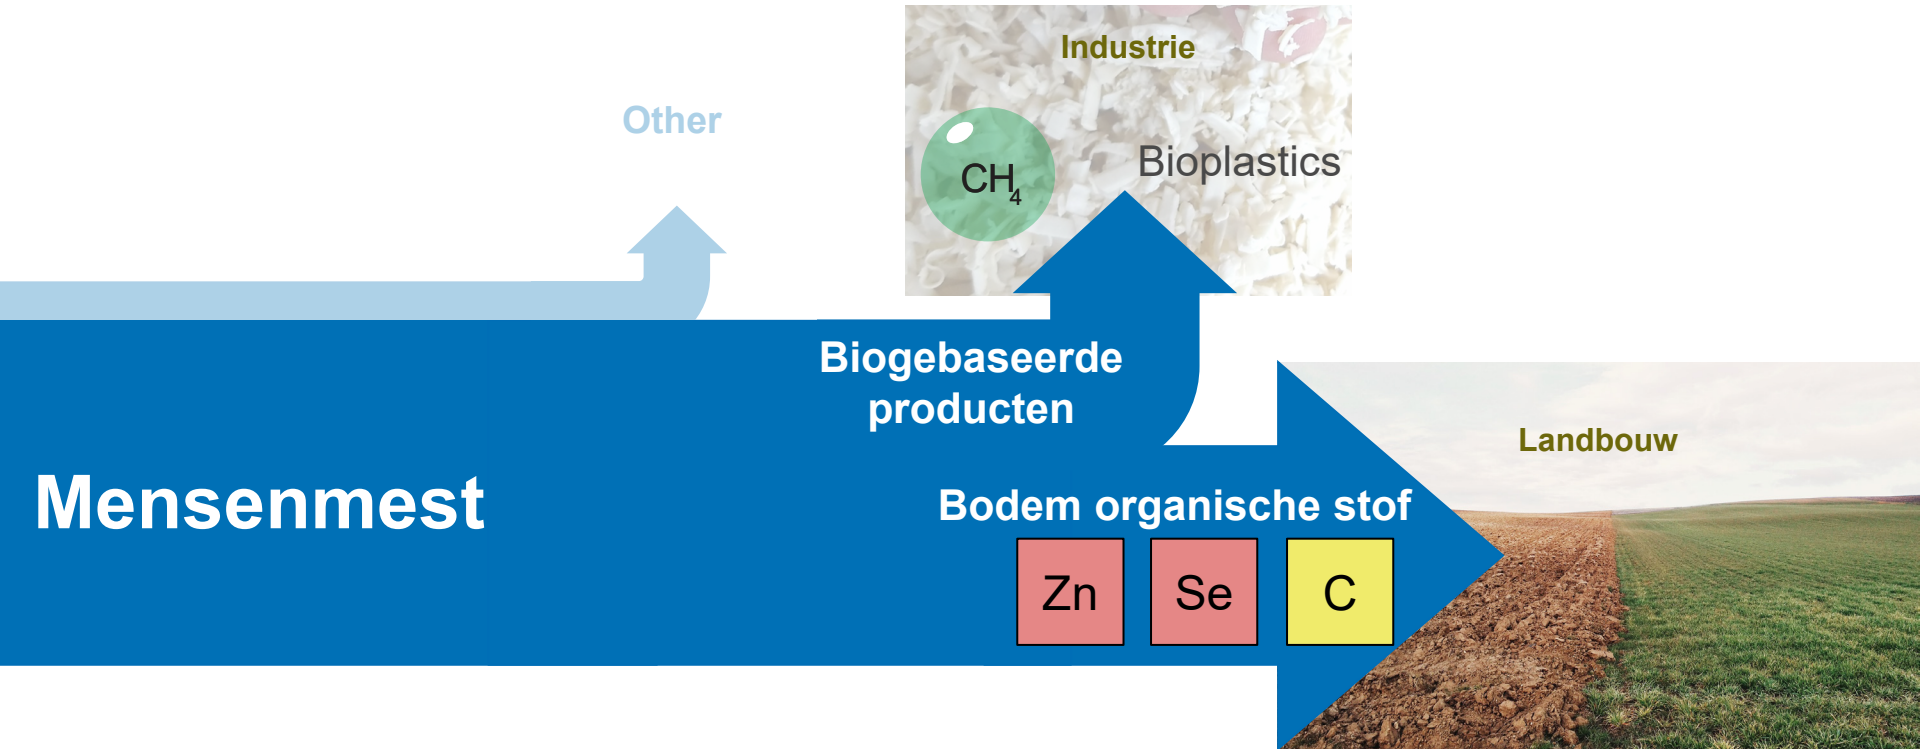 Industrie
Other
Bioplastics
CH₄
Biogebaseerde
producten
Landbouw
Mensenmest
Bodem organische stof
Zn Se C